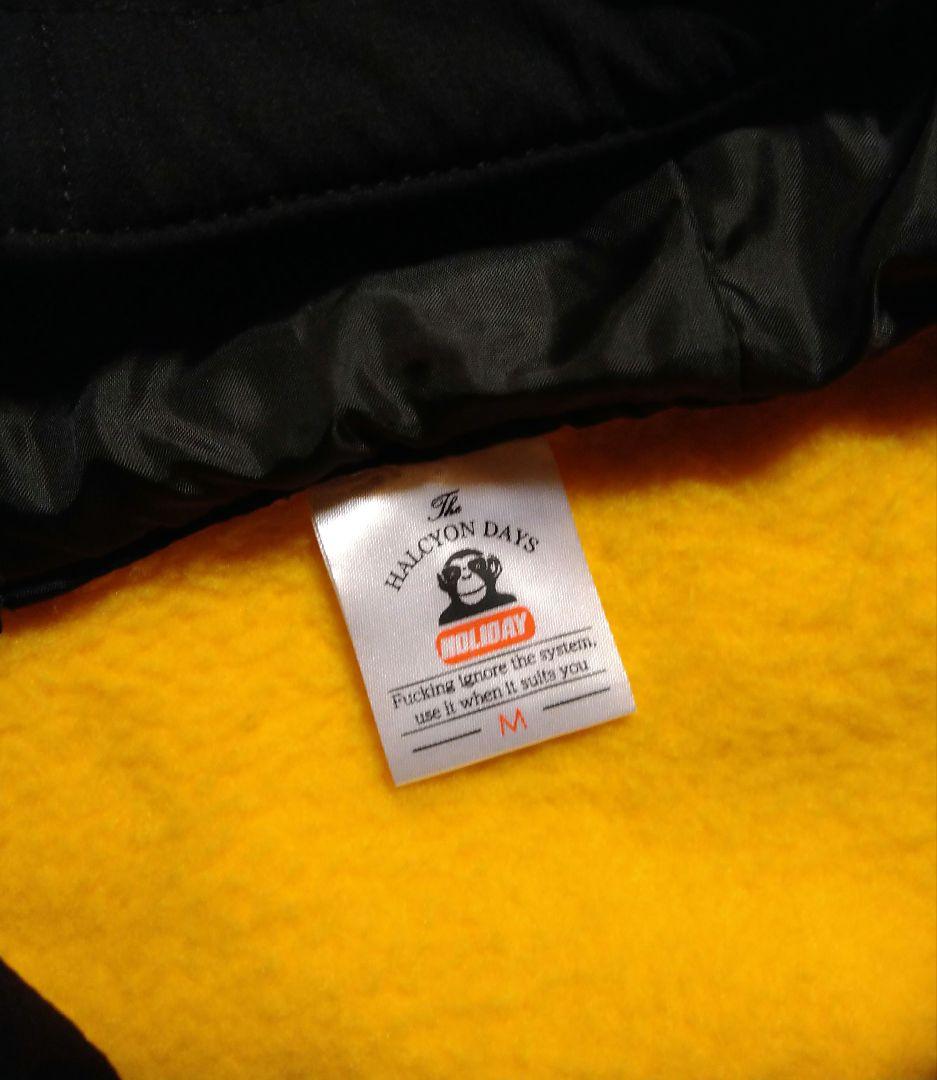 The
HALCYON DAYS
HOLIDAY
Fucking ignore the system,
use it when it suits you
M